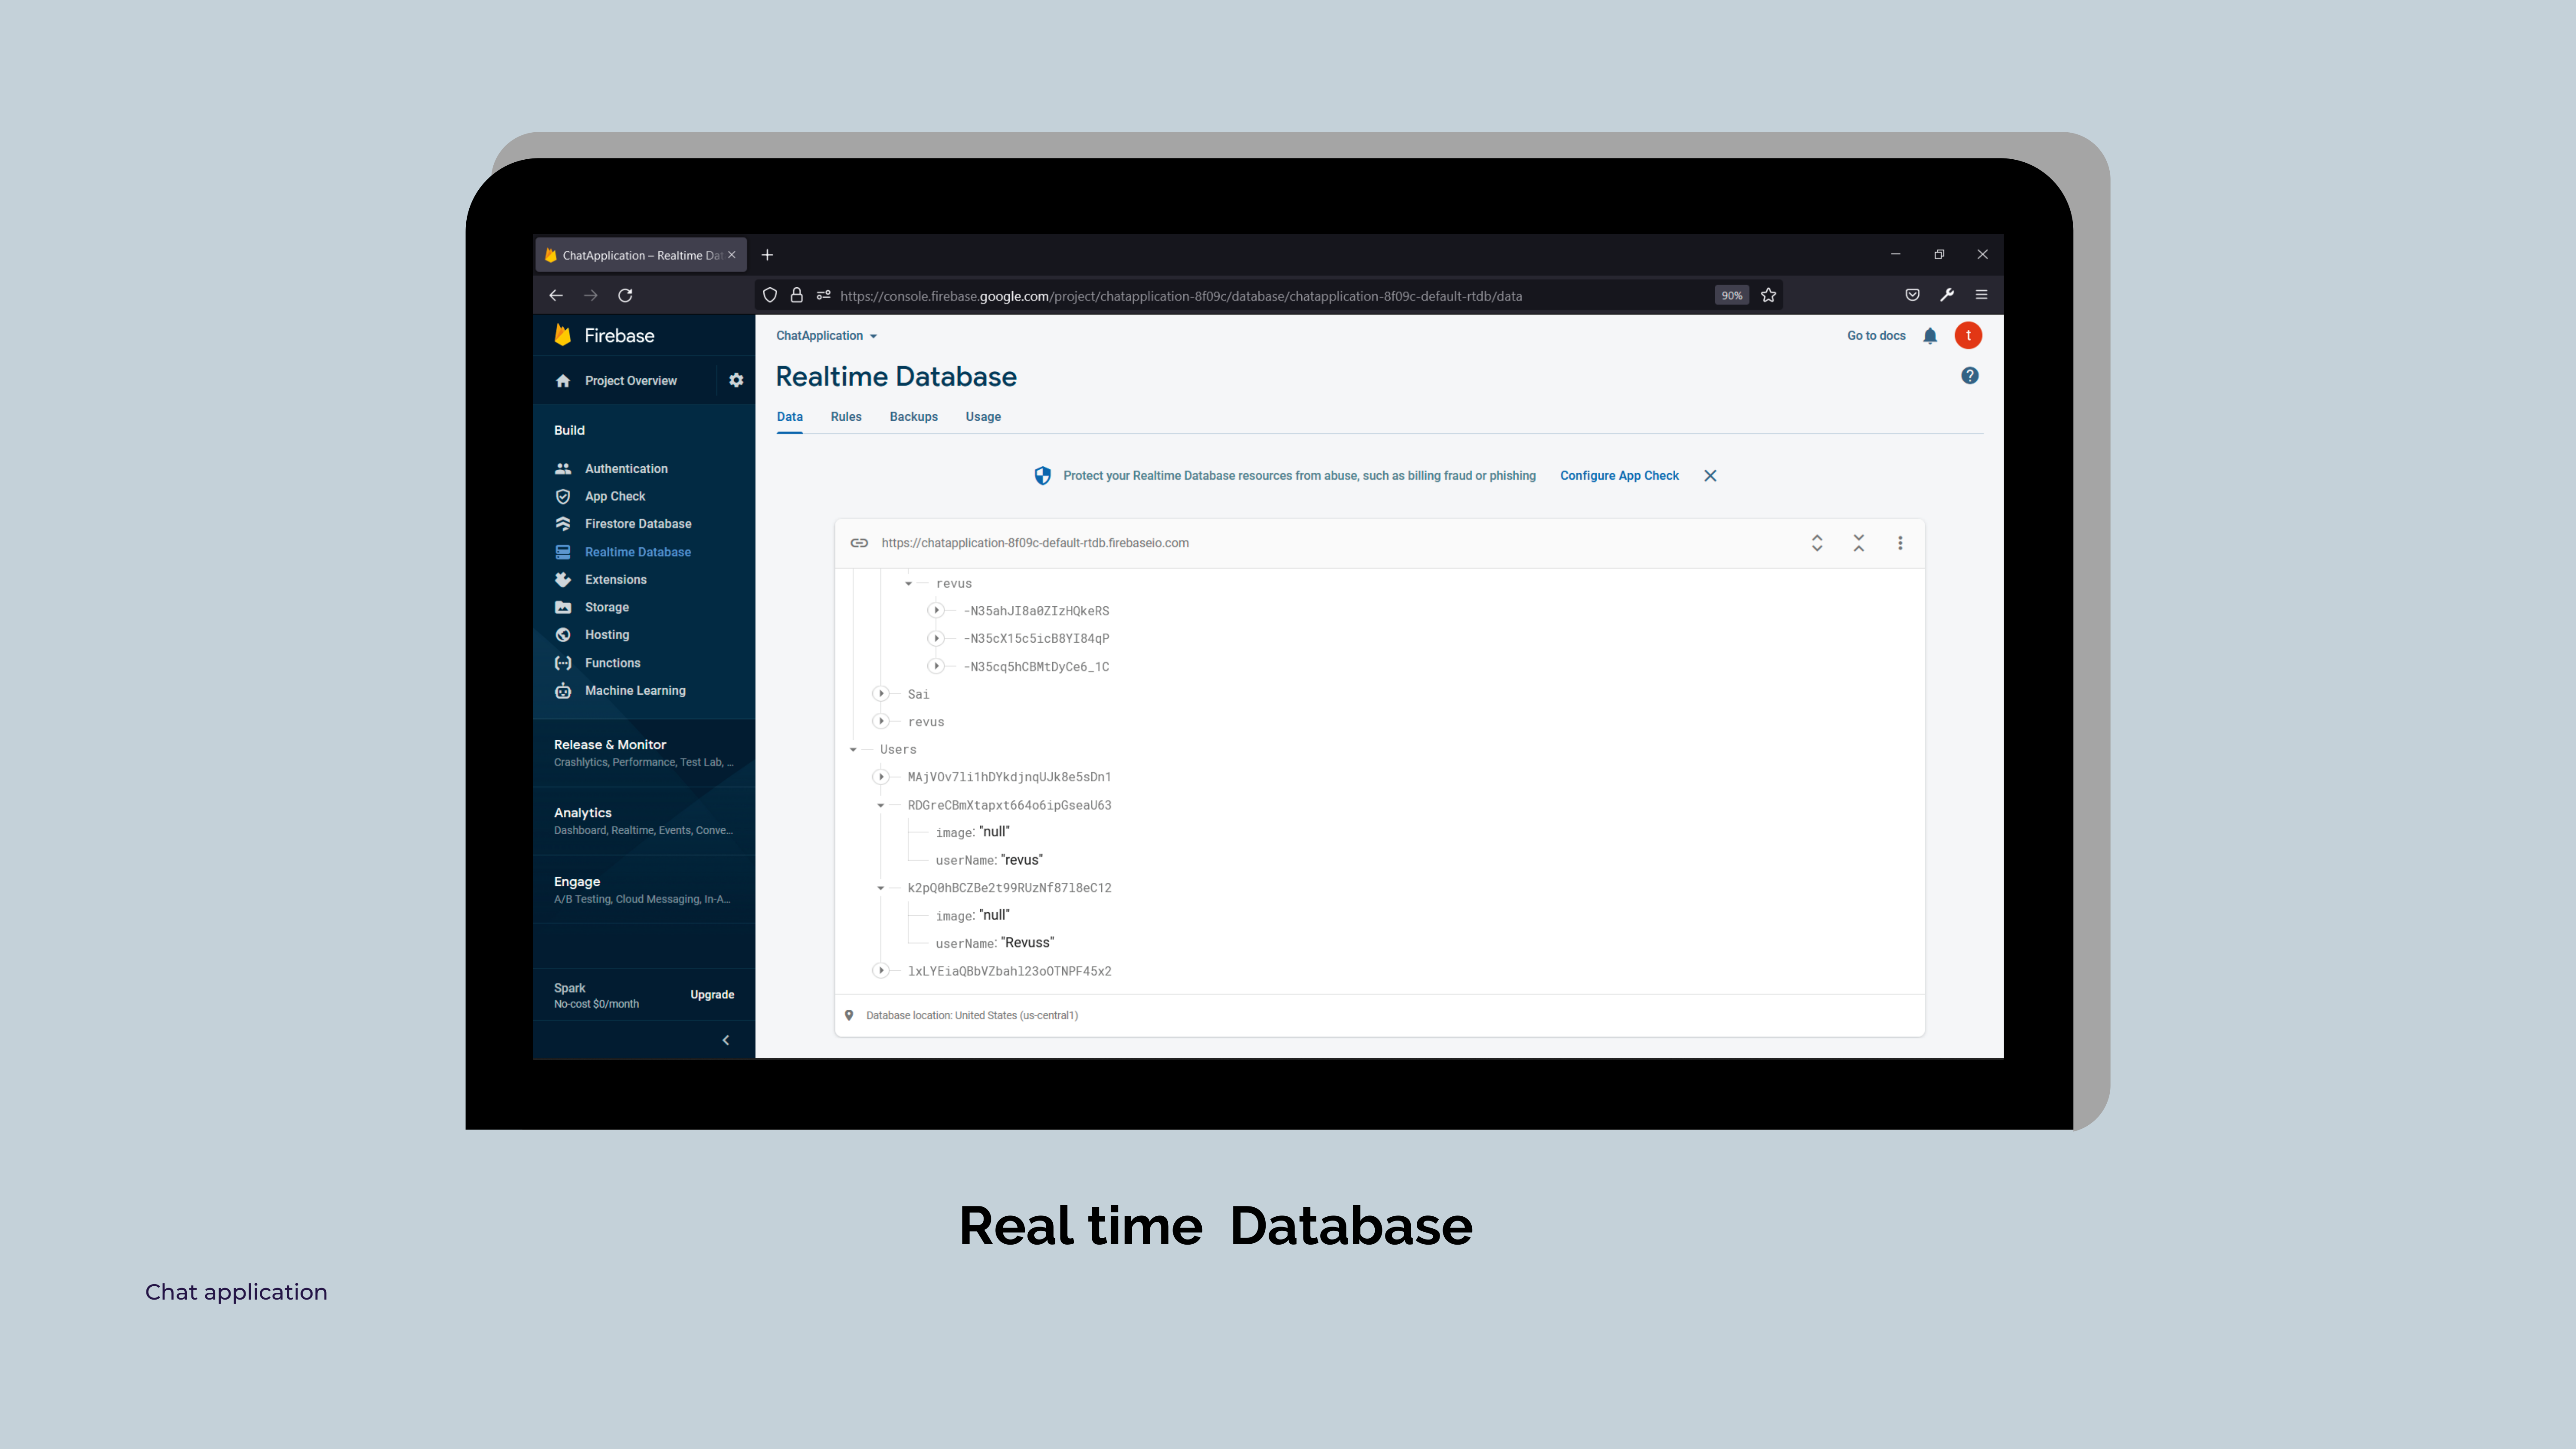 ChatApplication – Realtime Dat
https://console.firebase.google.com/project/chatapplication-8f09c/database/chatapplication-8f09c-default-rtdb/data
90%
Firebase
Project Overview
Build
Authentication
App Check
Firestore Database
Realtime Database
Extensions
Storage
Hosting
Functions
Machine Learning
Release & Monitor
Crashlytics, Performance, Test Lab, ...
Analytics
Dashboard, Realtime, Events, Conve...
Engage
A/B Testing, Cloud Messaging, In-A...
Spark
No-cost $0/month
Upgrade
ChatApplication
Go to docs
t
Realtime Database
Data Rules Backups Usage
Protect your Realtime Database resources from abuse, such as billing fraud or phishing Configure App Check
https://chatapplication-8f09c-default-rtdb.firebaseio.com
revus
-N35ahJI8a0ZIzHQkeRS
-N35cX15c5icB8YI84qP
-N35cq5hCBMtDyCe6_1C
Sai
revus
Users
MAjVOv7li1hDYkdjnqUJk8e5sDn1
RDGreCBmXtapxt664o6ipGseaU63
image: "null"
userName: "revus"
k2pQ0hBCZBe2t99RUzNf87l8eC12
image: "null"
userName: "Revuss"
lxLYEiaQBbVZbahl23oOTNPF45x2
Database location: United States (us-central1)
Real time Database
Chat application